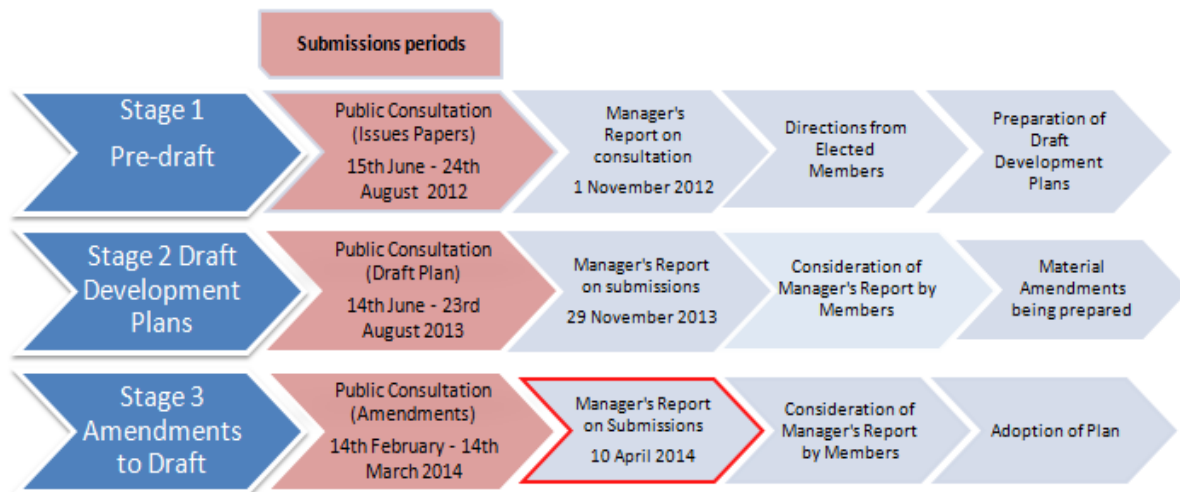 Submissions periods
Stage 1
Pre-draft
Public Consultation
(Issues Papers)
15th June - 24th
August 2012
Manager's
Report on
consultation
1 November 2012
Directions from
Elected
Members
Preparation of
Draft
Development
Plans
Stage 2 Draft
Development
Plans
Public Consultation
(Draft Plan)
14th June - 23rd
August 2013
Manager's Report
on submissions
29 November 2013
Consideration of
Manager's Report by
Members
Material
Amendments
being prepared
Stage 3
Amendments
to Draft
Public Consultation
(Amendments)
14th February - 14th
March 2014
Manager's Report
on Submissions
10 April 2014
Consideration of
Manager's Report
by Members
Adoption of Plan